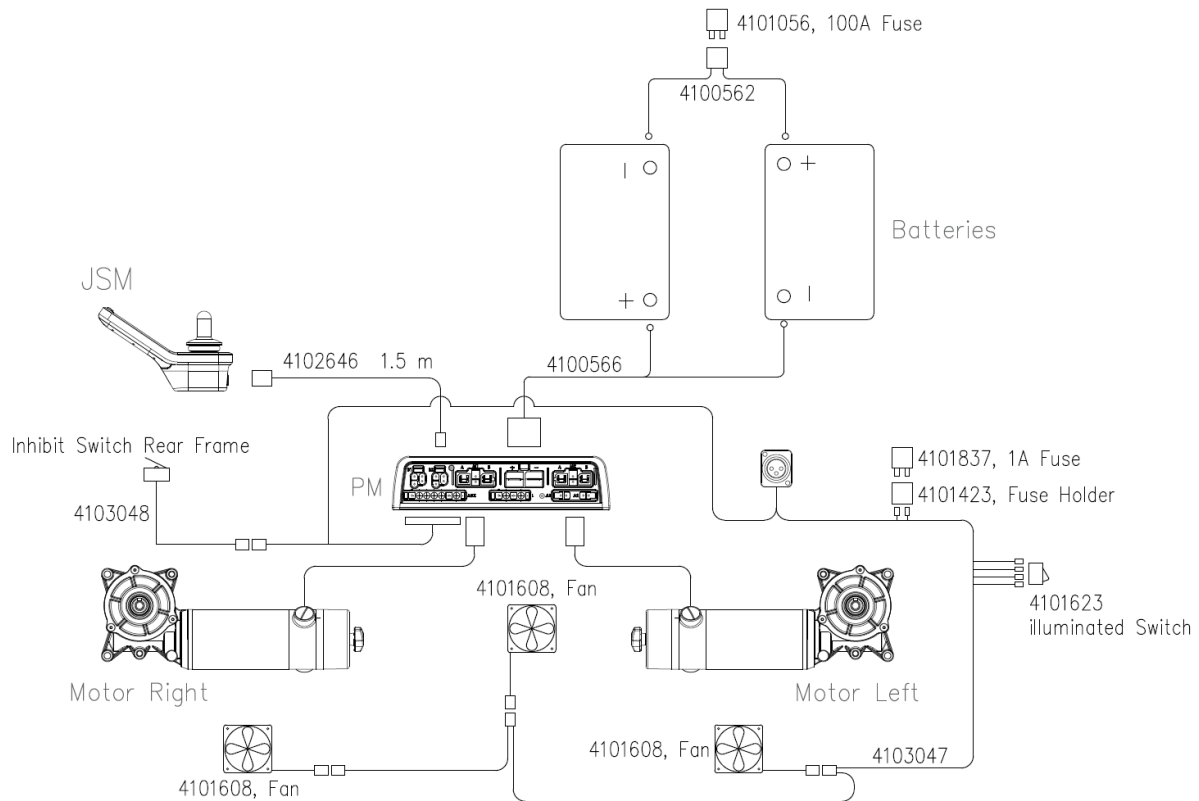 4101056, 100A Fuse
4100562
Batteries
JSM
4102646 1.5 m
4100566
Inhibit Switch Rear Frame
4101837, 1A Fuse
PM
4101423, Fuse Holder
4103048
4101608, Fan
4101623
illuminated Switch
Motor Right
Motor Left
4101608, Fan
4103047
4101608, Fan